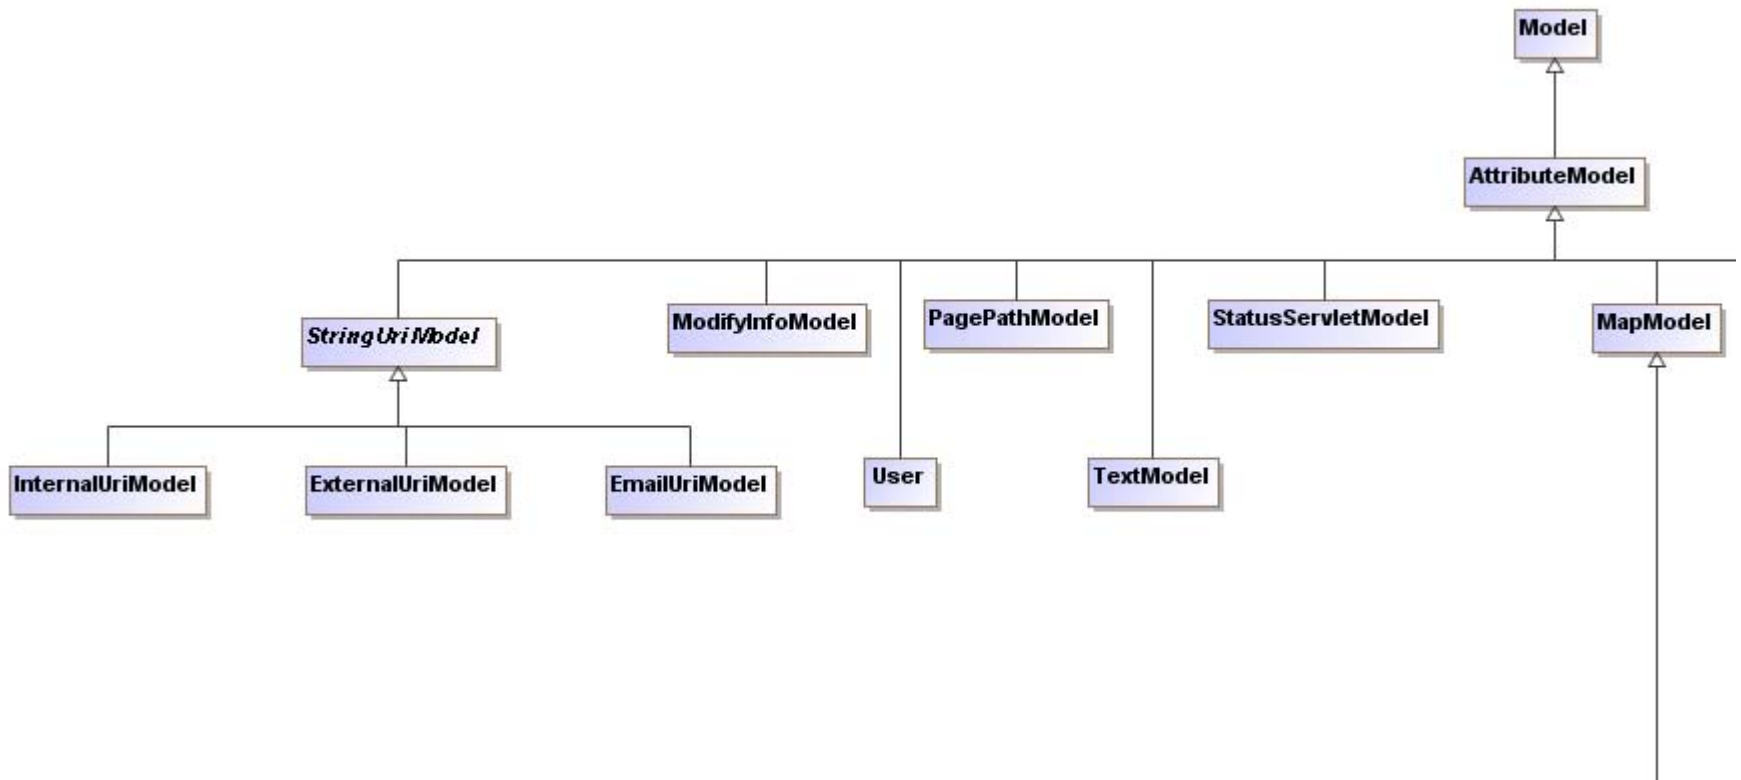 Model
AttributeModel
StringUriModel
ModifyInfoModel
PagePathModel
StatusServletModel
MapModel
InternalUriModel
ExternalUriModel
EmailUriModel
User
TextModel